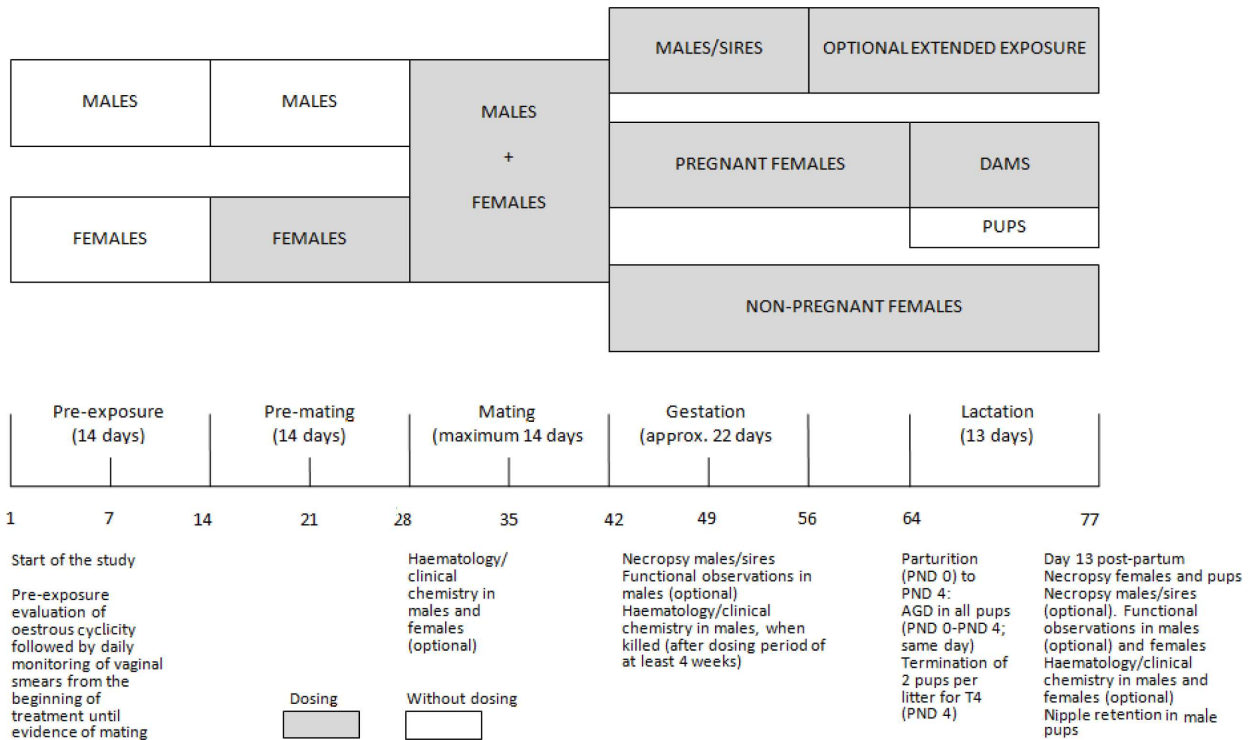 MALES/SIRES
OPTIONAL EXTENDED EXPOSURE
MALES
MALES
MALES
+
FEMALES
PREGNANT FEMALES
DAMS
FEMALES
FEMALES
PUPS
NON-PREGNANT FEMALES
Pre-exposure
(14 days)
Pre-mating
(14 days)
Mating
(maximum 14 days
Gestation
(approx. 22 days
Lactation
(13 days)
1
7
14
21
28
35
42
49
56
64
77
Start of the study
Pre-exposure
evaluation of
oestrous cyclicity
followed by daily
monitoring of vaginal
smears from the
beginning of
treatment until
evidence of mating
Haematology/
clinical
chemistry in
males and
females
(optional)
Necropsy males/sires
Functional observations in
males (optional)
Haematology/clinical
chemistry in males, when
killed (after dosing period of
at least 4 weeks)
Parturition
(PND 0) to
PND 4:
AGD in all pups
(PND 0-PND 4;
same day)
Termination of
2 pups per
litter for T4
(PND 4)
Day 13 post-partum
Necropsy females and pups
Necropsy males/sires
(optional). Functional
observations in males
(optional) and females
Haematology/clinical
chemistry in males and
females (optional)
Nipple retention in male
pups
Dosing
Without dosing